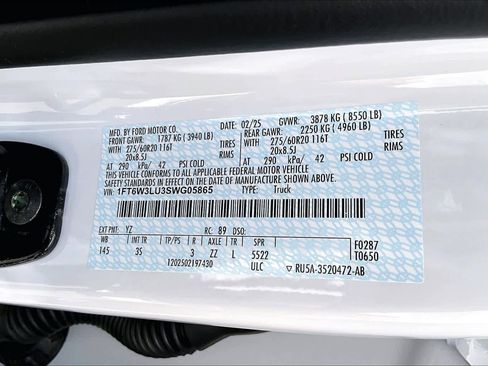 MFD. BY FORD MOTOR CO. 02/25 GVWR: 3878 KG ( 8550 LB)
FRONT GAWR: 1787 KG ( 3940 LB) REAR GAWR: 2250 KG ( 4960 LB)
WITH 275/60R20 116T TIRES WITH 275/60R20 116T TIRES
20x8.5J RIMS 20x8.5J RIMS
AT 290 kPa/ 42 PSI COLD AT 290 kPa/ 42 PSI COLD
THIS VEHICLE CONFORMS TO ALL APPLICABLE FEDERAL MOTOR VEHICLE
SAFETY STANDARDS IN EFFECT ON THE DATE OF MANUFACTURE SHOWN ABOVE.
VIN: 1FT6W3LU3SWG05865 TYPE: Truck
EXT PNT: YZ RC: 89 DSO: F0287
WB INT TR TP/PS R AXLE TR SPR T0650
145 3S 3 ZZ L 5522
1202502197430 ULC RU5A-3520472-AB